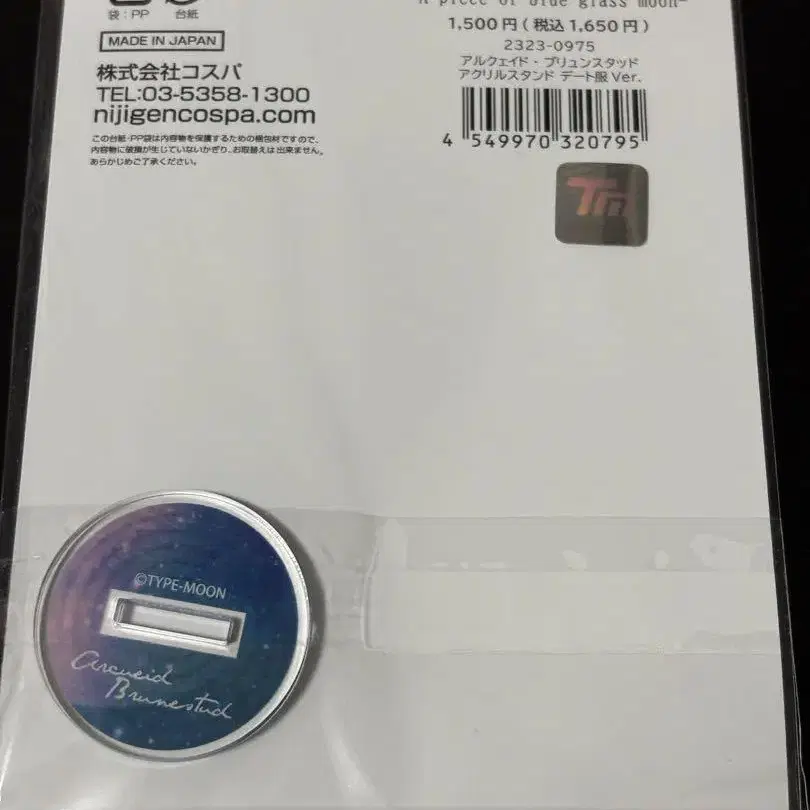 袋：PP 台紙
MADE IN JAPAN
株式会社コスパ
TEL:03-5358-1300
nijigencospa.com
この台紙・PP袋は内容物を保護するための梱包材ですので、
内容物に破損が生じていないかぎり、お取替えは出来ません。
あらかじめご了承ください。
A piece of blue glass moon-
1,500円(税込1,650円)
2323-0975
アルクェイド・ブリュンスタッド
アクリルスタンド デート服Ver.
4 549970 320795
©TYPE-MOON
Arcueid
Brunestud